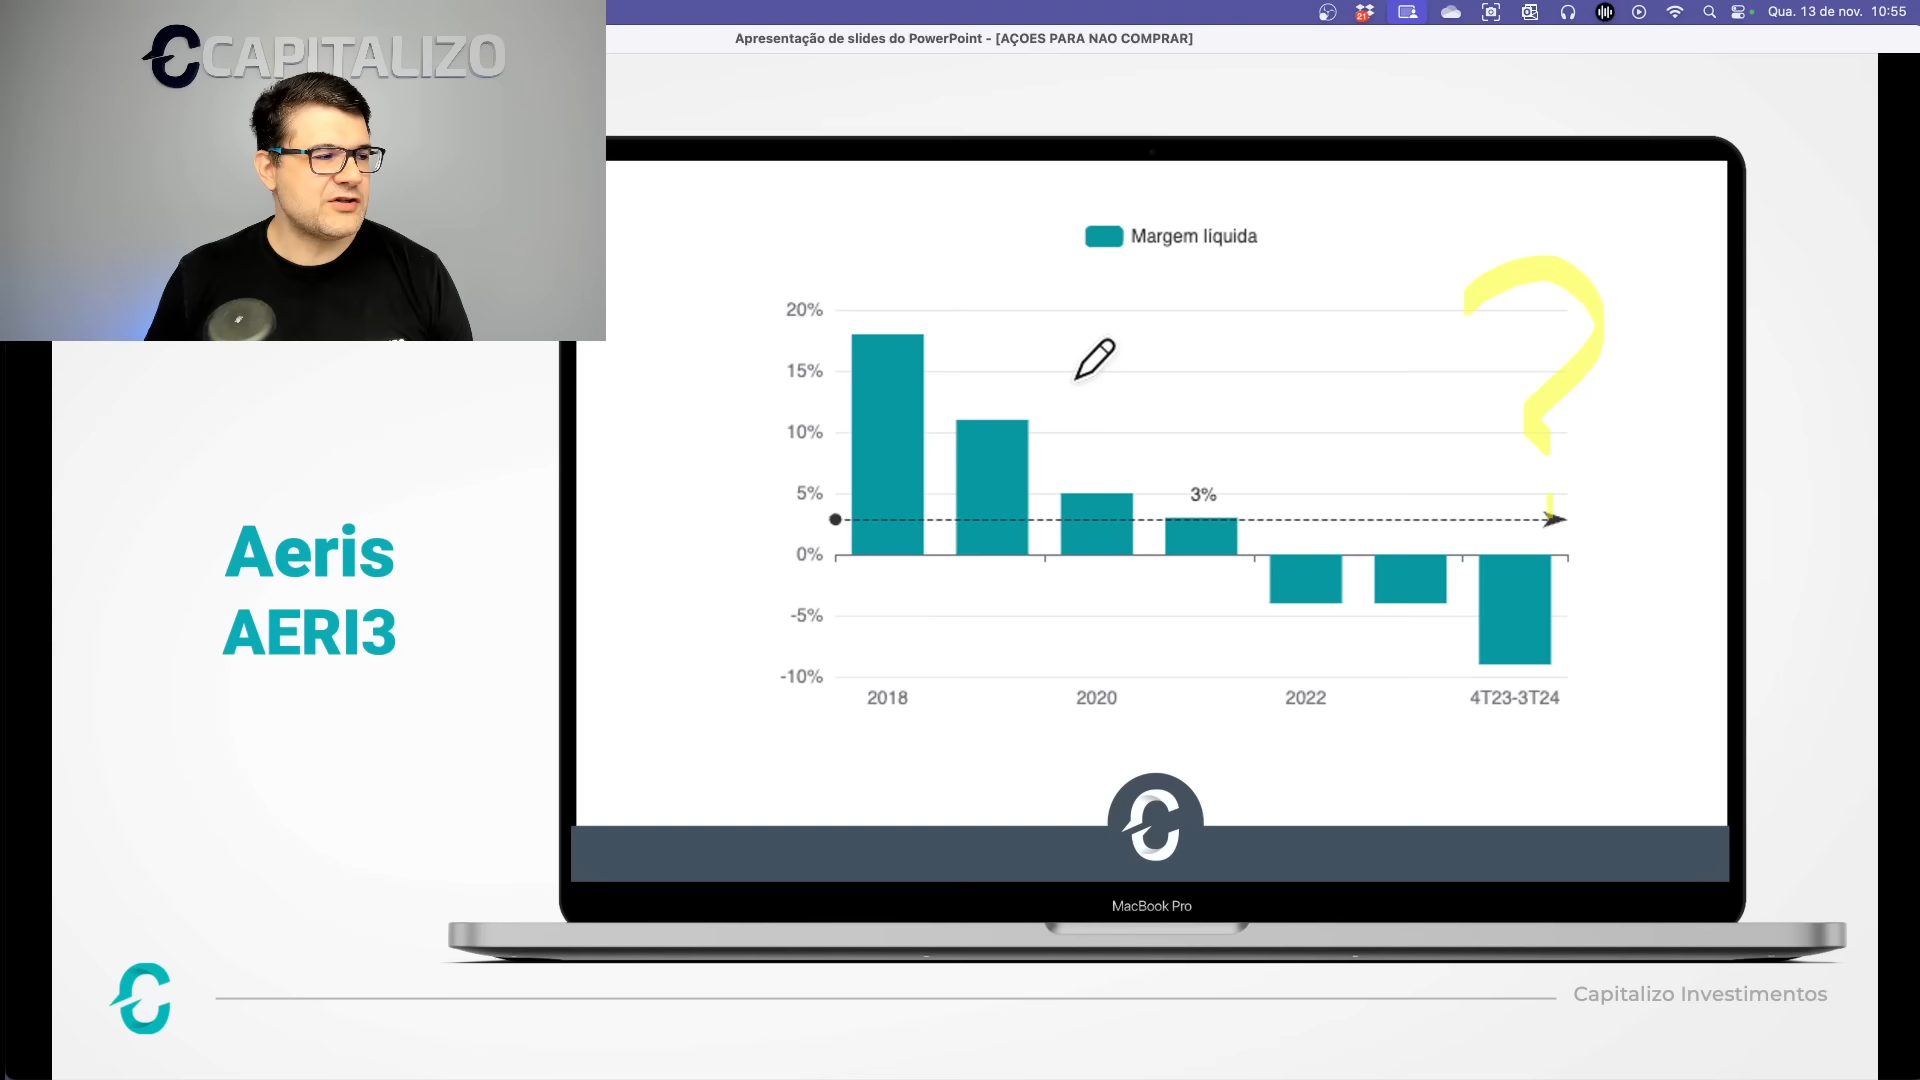 Qua. 13 de nov. 10:55
21
Apresentação de slides do PowerPoint - [AÇOES PARA NAO COMPRAR]
CAPITALIZO
Margem líquida
20%
15%
10%
5%
3%
0%
-5%
-10%
2018
2020
2022
4T23-3T24
?
Aeris
AERI3
MacBook Pro
Capitalizo Investimentos